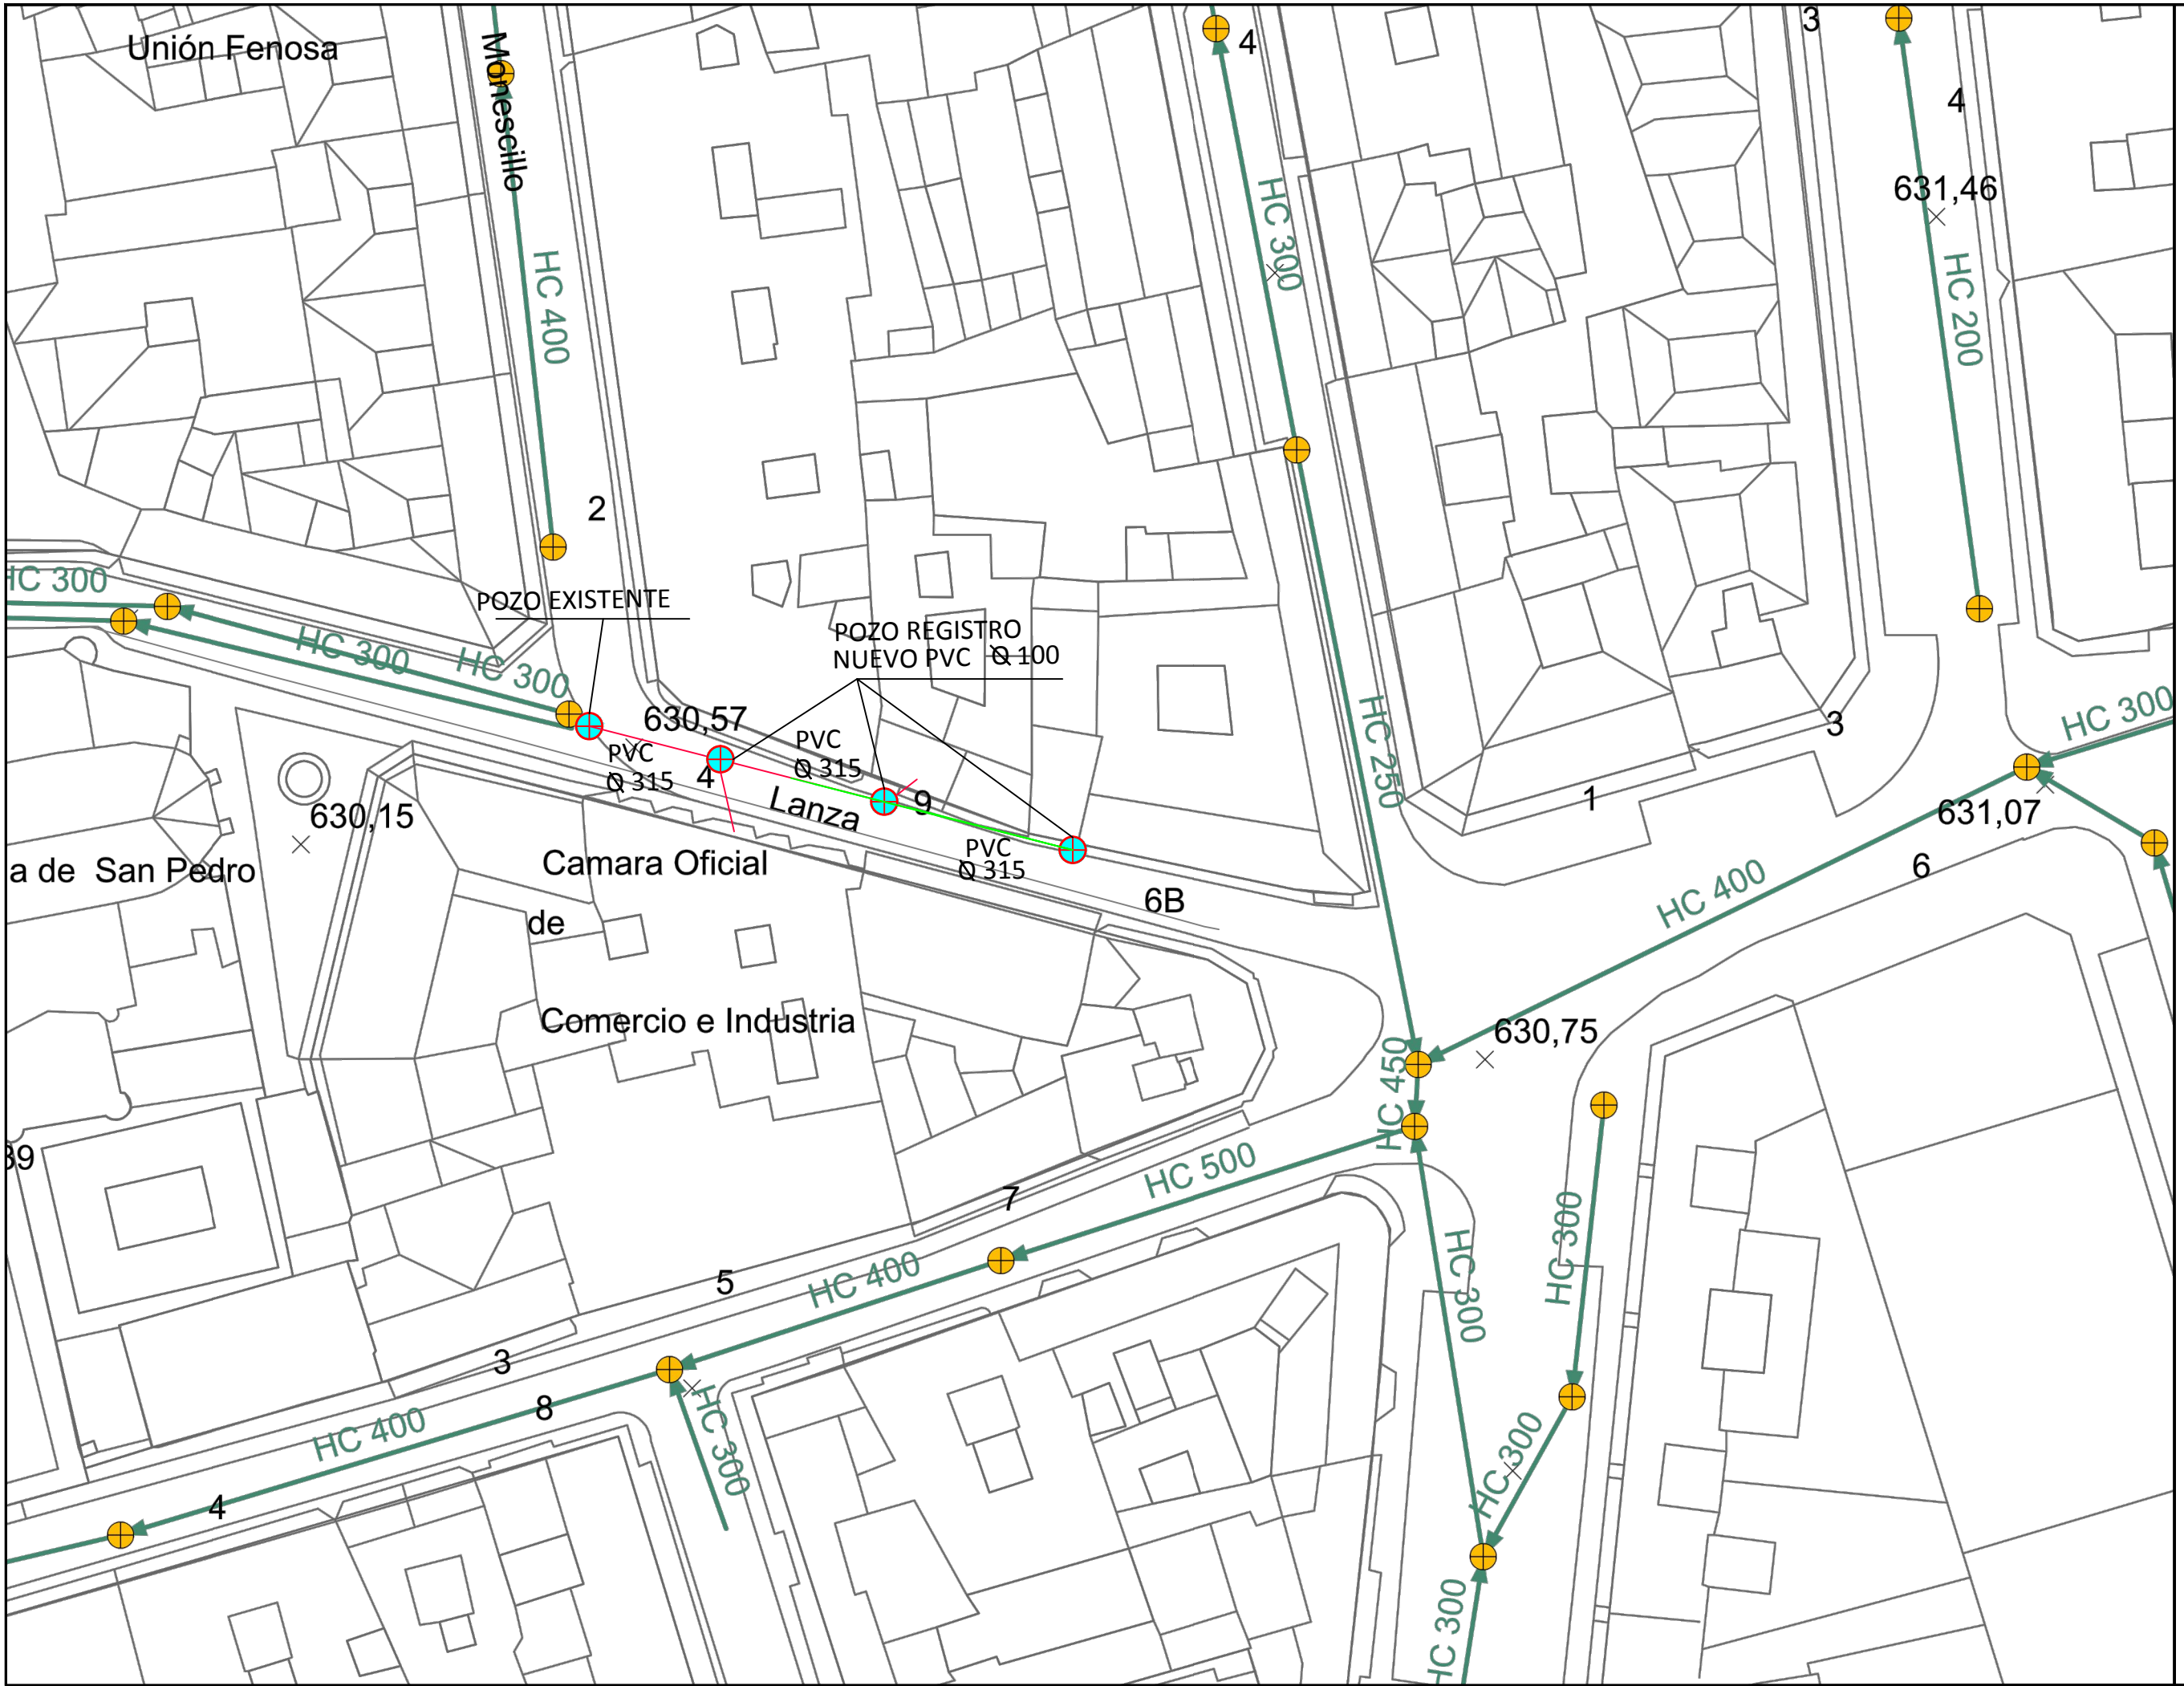 Unión Fenosa
Monescillo
4
3
4
631,46
HC 300
HC 400
HC 200
2
HC 300
POZO EXISTENTE
POZO REGISTRO
NUEVO PVC Ø 100
HC 300
HC 300
630,57
PVC
Ø 315
4
PVC
Ø 315
HC 250
3
HC 300
1
631,07
Lanza
9
630,15
a de San Pedro
Camara Oficial
PVC
Ø 315
6B
HC 400
6
de
Comercio e Industria
630,75
HC 450
39
HC 500
7
HC 300
HC 300
5
HC 400
3
8
HC 400
HC 300
HC 300
4
HC 300